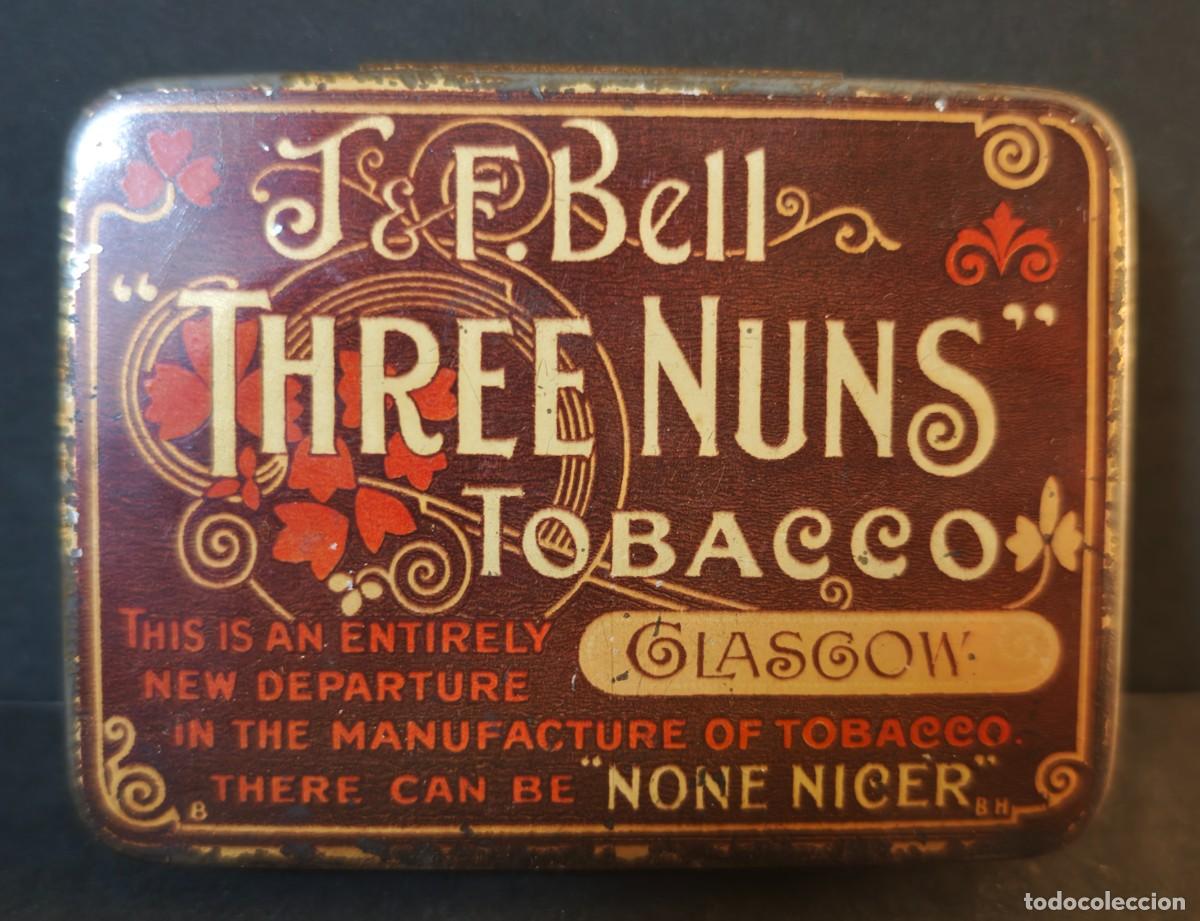 J & F. Bell
"THREE NUNS"
TOBACCO
THIS IS AN ENTIRELY
GLASGOW.
NEW DEPARTURE
IN THE MANUFACTURE OF TOBACCO.
THERE CAN BE "NONE NICER"
B
BH
todocoleccion